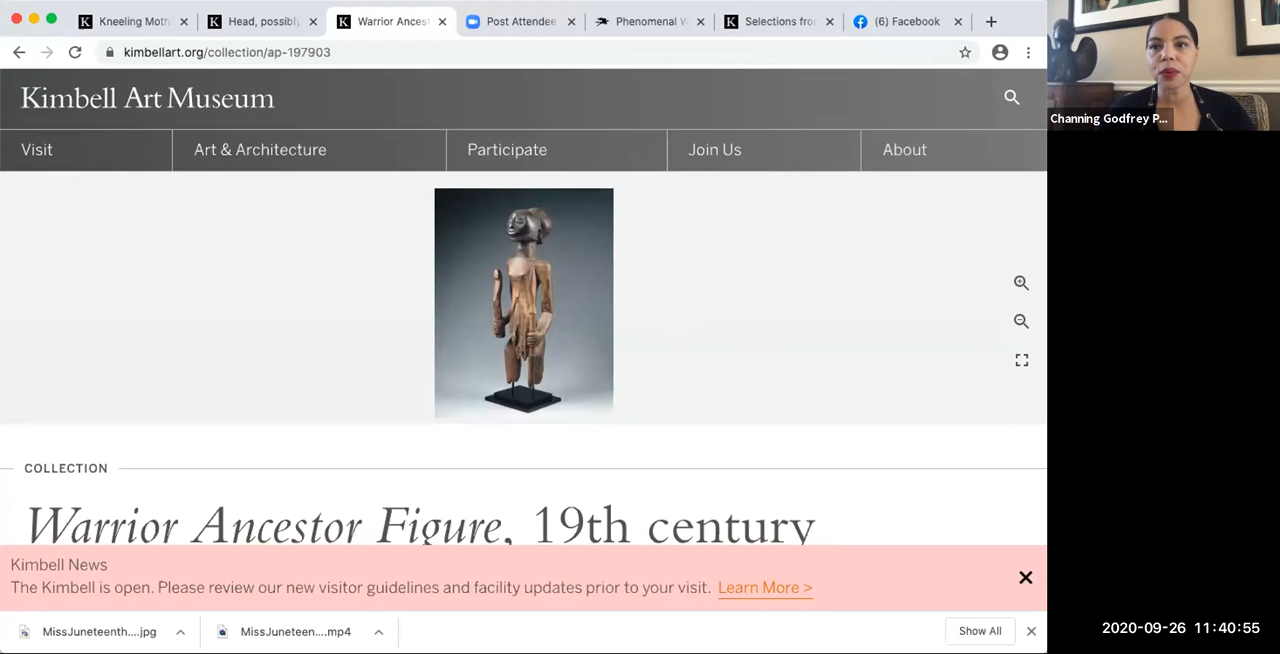 Kneeling Moth
Head, possibly
Warrior Ancest
Post Attendee
Phenomenal W
Selections from
(6) Facebook
kimbellart.org/collection/ap-197903
Channing Godfrey P...
Kimbell Art Museum
Visit
Art & Architecture
Participate
Join Us
About
COLLECTION
Warrior Ancestor Figure, 19th century
Kimbell News
The Kimbell is open. Please review our new visitor guidelines and facility updates prior to your visit. Learn More >
MissJuneteenth....jpg
MissJuneteen....mp4
Show All
2020-09-26 11:40:55